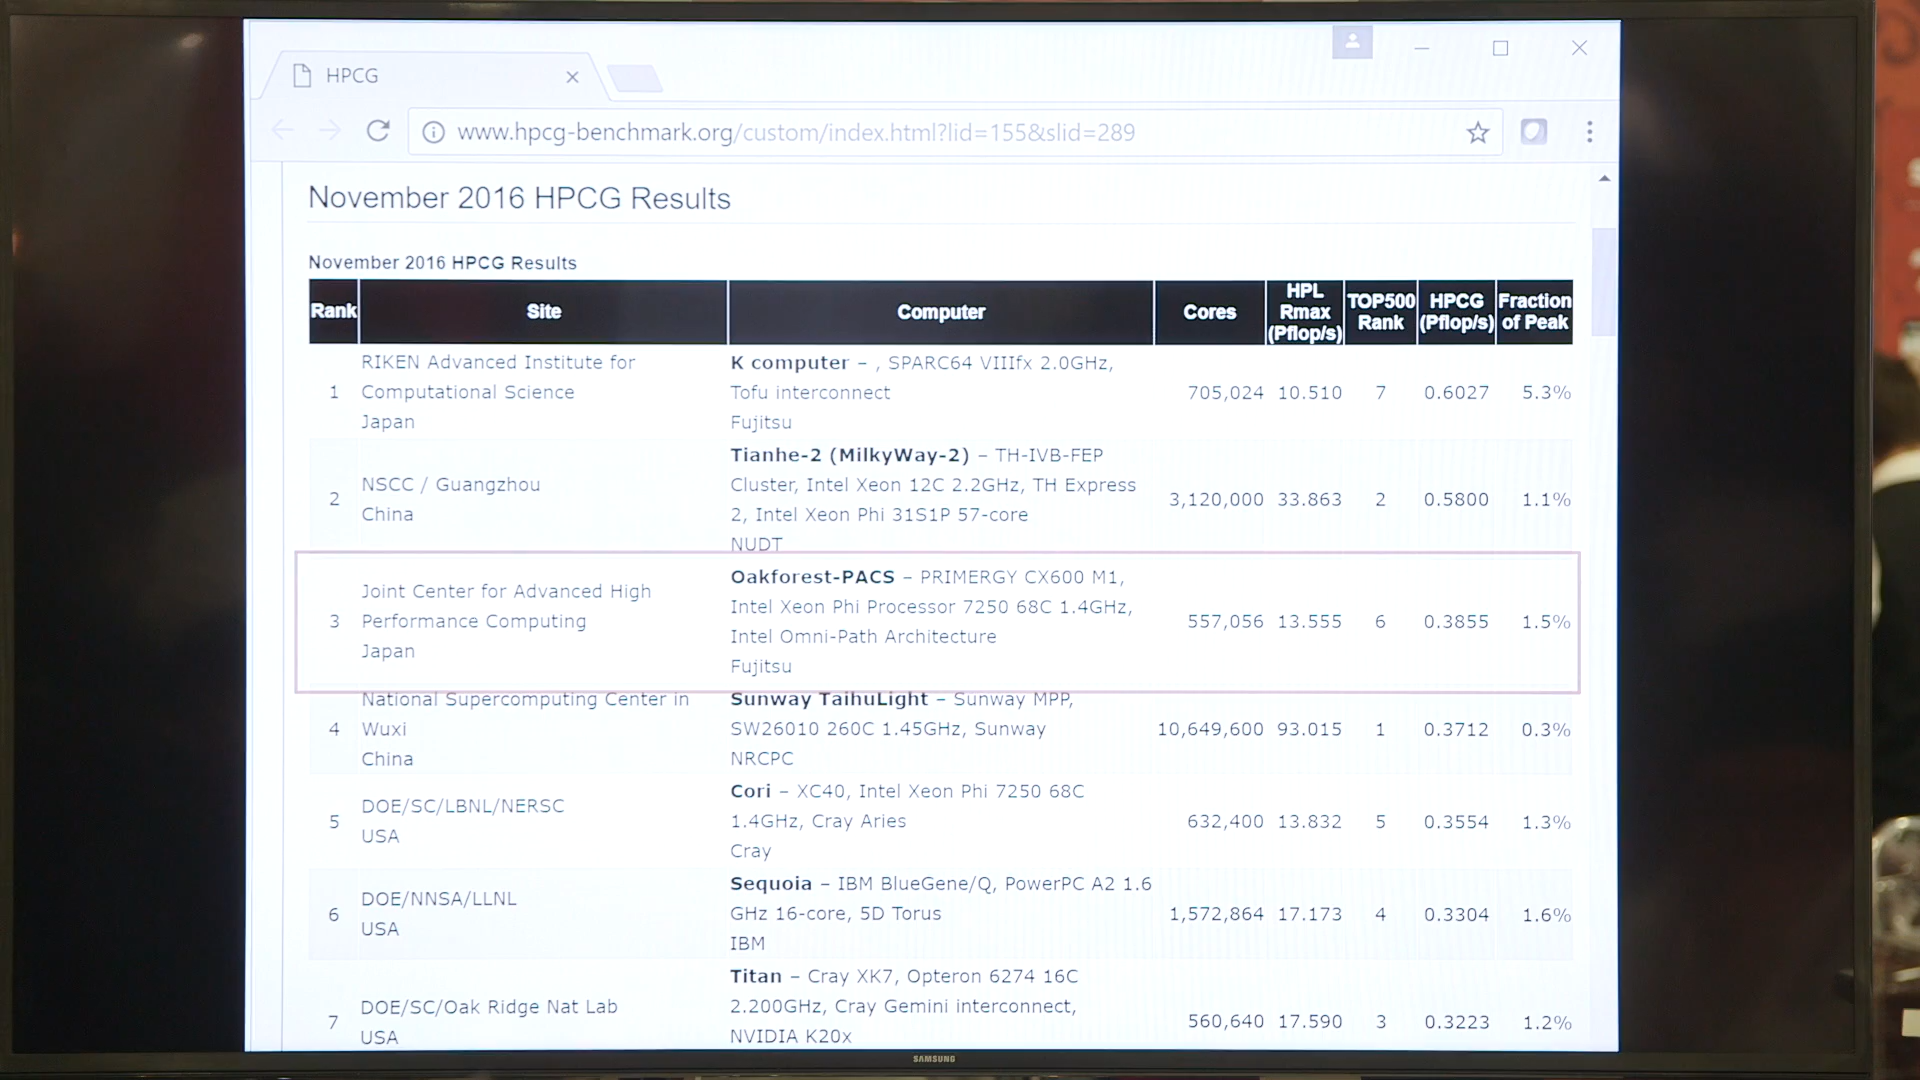 HPCG
www.hpcg-benchmark.org/custom/index.html?lid=155&slid=289
November 2016 HPCG Results
November 2016 HPCG Results
Rank Site Computer Cores HPL Rmax (Pflop/s) TOP500 Rank HPCG (Pflop/s) Fraction of Peak
1 RIKEN Advanced Institute for Computational Science Japan K computer – , SPARC64 VIIIfx 2.0GHz, Tofu interconnect Fujitsu 705,024 10.510 7 0.6027 5.3%
2 NSCC / Guangzhou China Tianhe-2 (MilkyWay-2) – TH-IVB-FEP Cluster, Intel Xeon 12C 2.2GHz, TH Express 2, Intel Xeon Phi 31S1P 57-core NUDT 3,120,000 33.863 2 0.5800 1.1%
3 Joint Center for Advanced High Performance Computing Japan Oakforest-PACS – PRIMERGY CX600 M1, Intel Xeon Phi Processor 7250 68C 1.4GHz, Intel Omni-Path Architecture Fujitsu 557,056 13.555 6 0.3855 1.5%
4 National Supercomputing Center in Wuxi China Sunway TaihuLight – Sunway MPP, SW26010 260C 1.45GHz, Sunway NRCPC 10,649,600 93.015 1 0.3712 0.3%
5 DOE/SC/LBNL/NERSC USA Cori – XC40, Intel Xeon Phi 7250 68C 1.4GHz, Cray Aries Cray 632,400 13.832 5 0.3554 1.3%
6 DOE/NNSA/LLNL USA Sequoia – IBM BlueGene/Q, PowerPC A2 1.6 GHz 16-core, 5D Torus IBM 1,572,864 17.173 4 0.3304 1.6%
7 DOE/SC/Oak Ridge Nat Lab USA Titan – Cray XK7, Opteron 6274 16C 2.200GHz, Cray Gemini interconnect, NVIDIA K20x 560,640 17.590 3 0.3223 1.2%
SAMSUNG